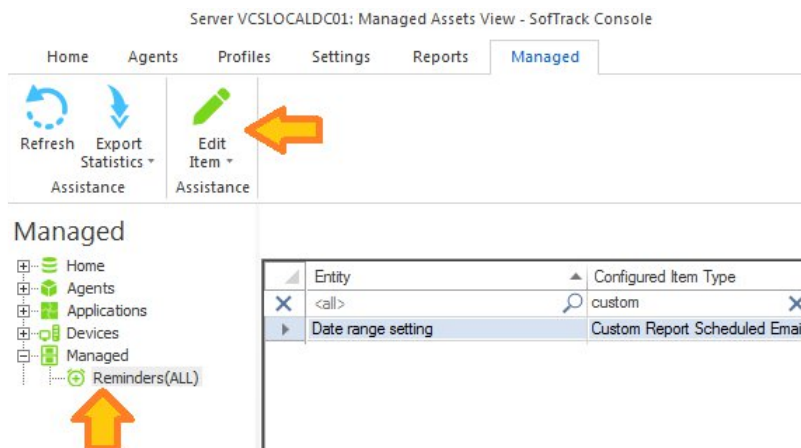 Server VCSLOCALDC01: Managed Assets View - SofTrack Console
Home Agents Profiles Settings Reports Managed
Refresh Export Statistics Edit Item
Assistance Assistance
Managed
Home
Agents
Applications
Devices
Managed
Reminders(ALL)
Entity Configured Item Type
<all> custom
Date range setting Custom Report Scheduled Emai